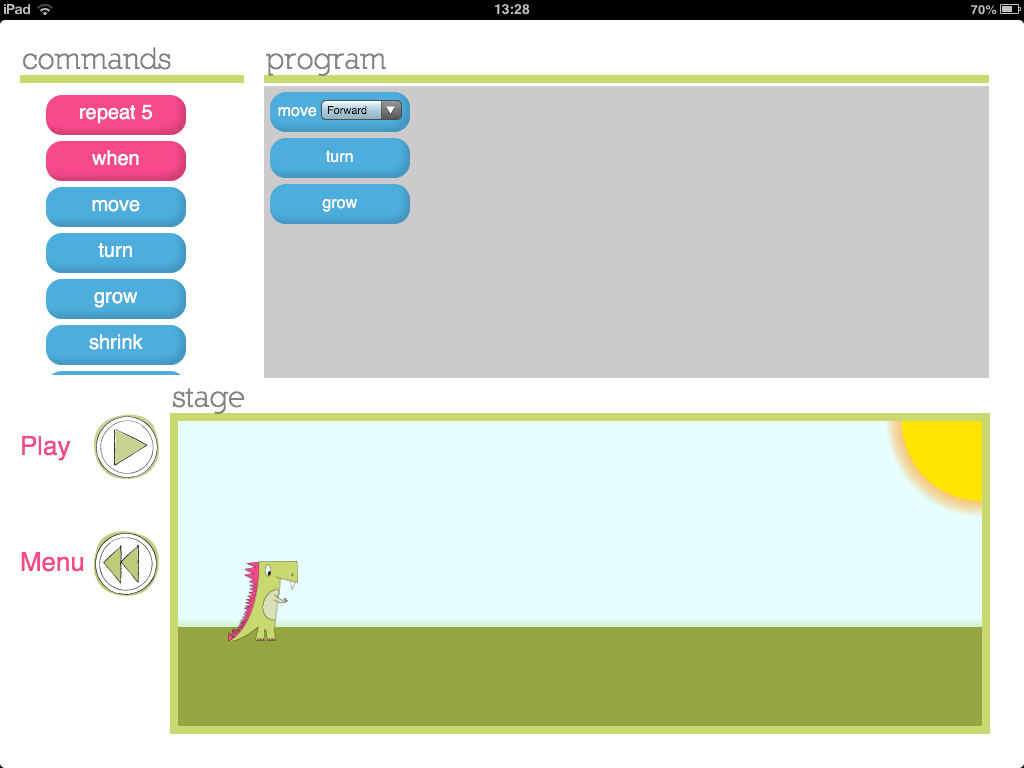 iPad 13:28 70%
commands
repeat 5
when
move
turn
grow
shrink
program
move Forward
turn
grow
stage
Play
Menu